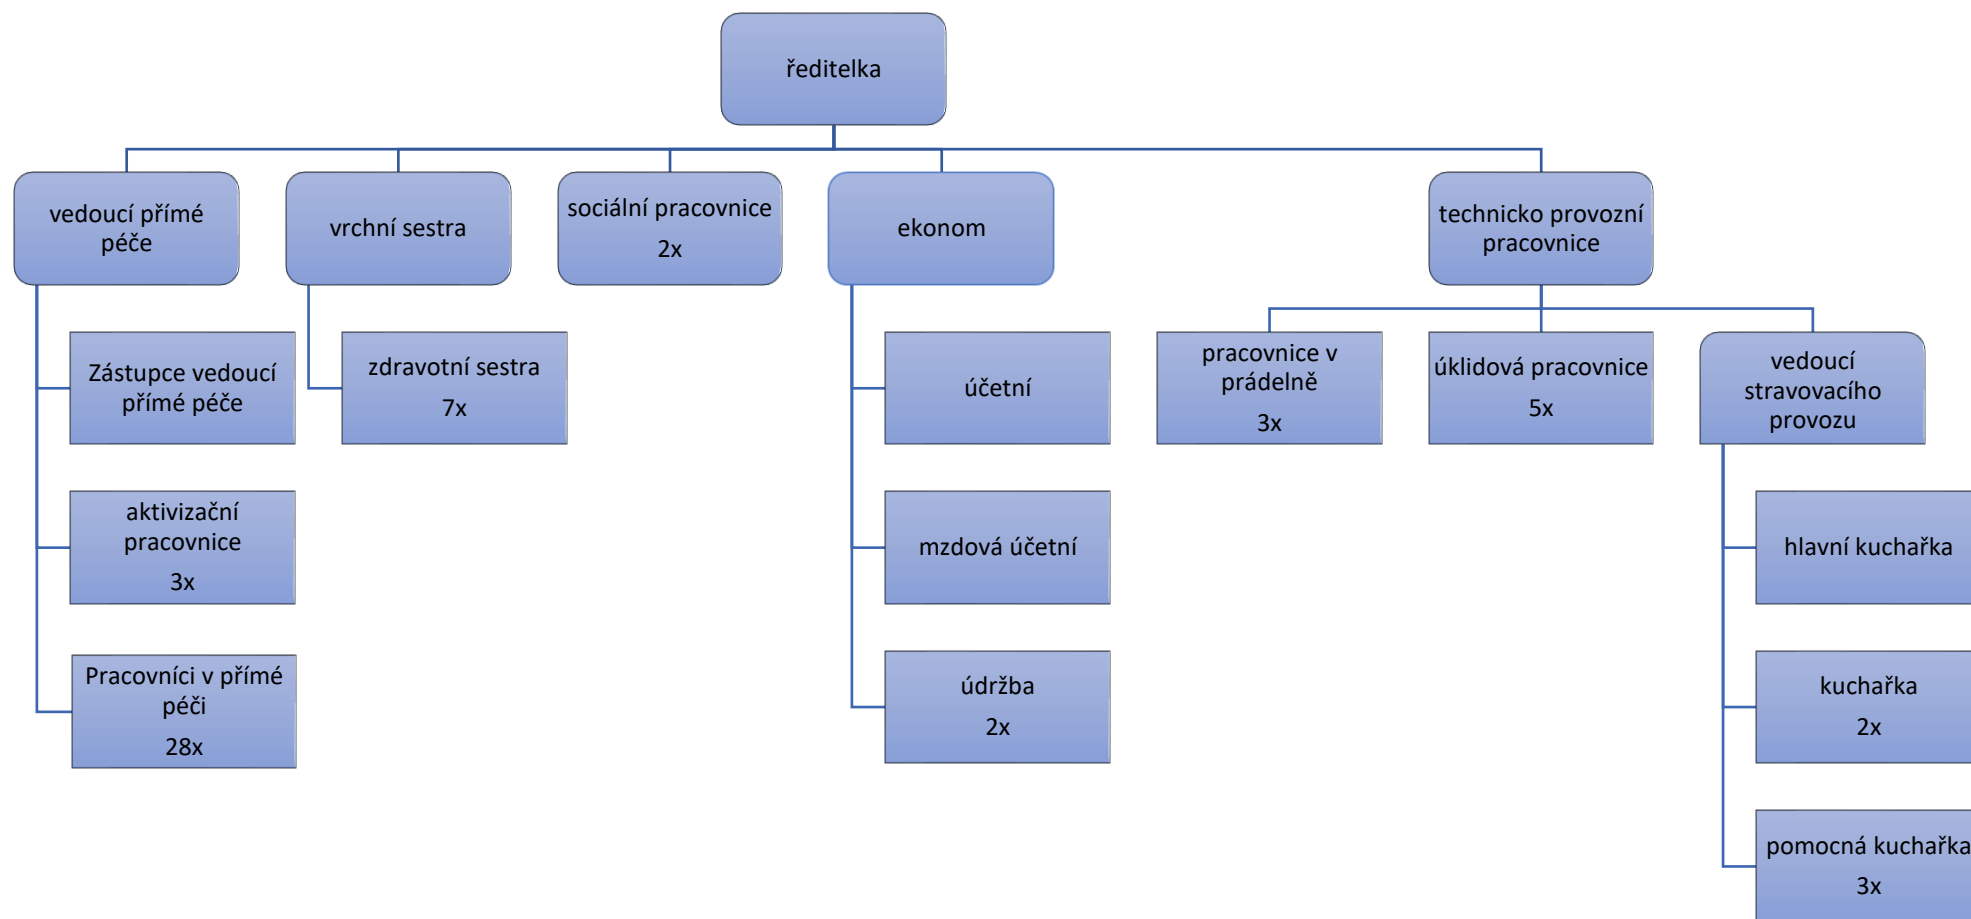 ředitelka
vedoucí přímé
péče
vrchní sestra
sociální pracovnice
2x
ekonom
technicko provozní
pracovnice
Zástupce vedoucí
přímé péče
zdravotní sestra
7x
účetní
pracovnice v
prádelně
3x
úklidová pracovnice
5x
vedoucí
stravovacího
provozu
aktivizační
pracovnice
3x
mzdová účetní
hlavní kuchařka
Pracovníci v přímé
péči
28x
údržba
2x
kuchařka
2x
pomocná kuchařka
3x